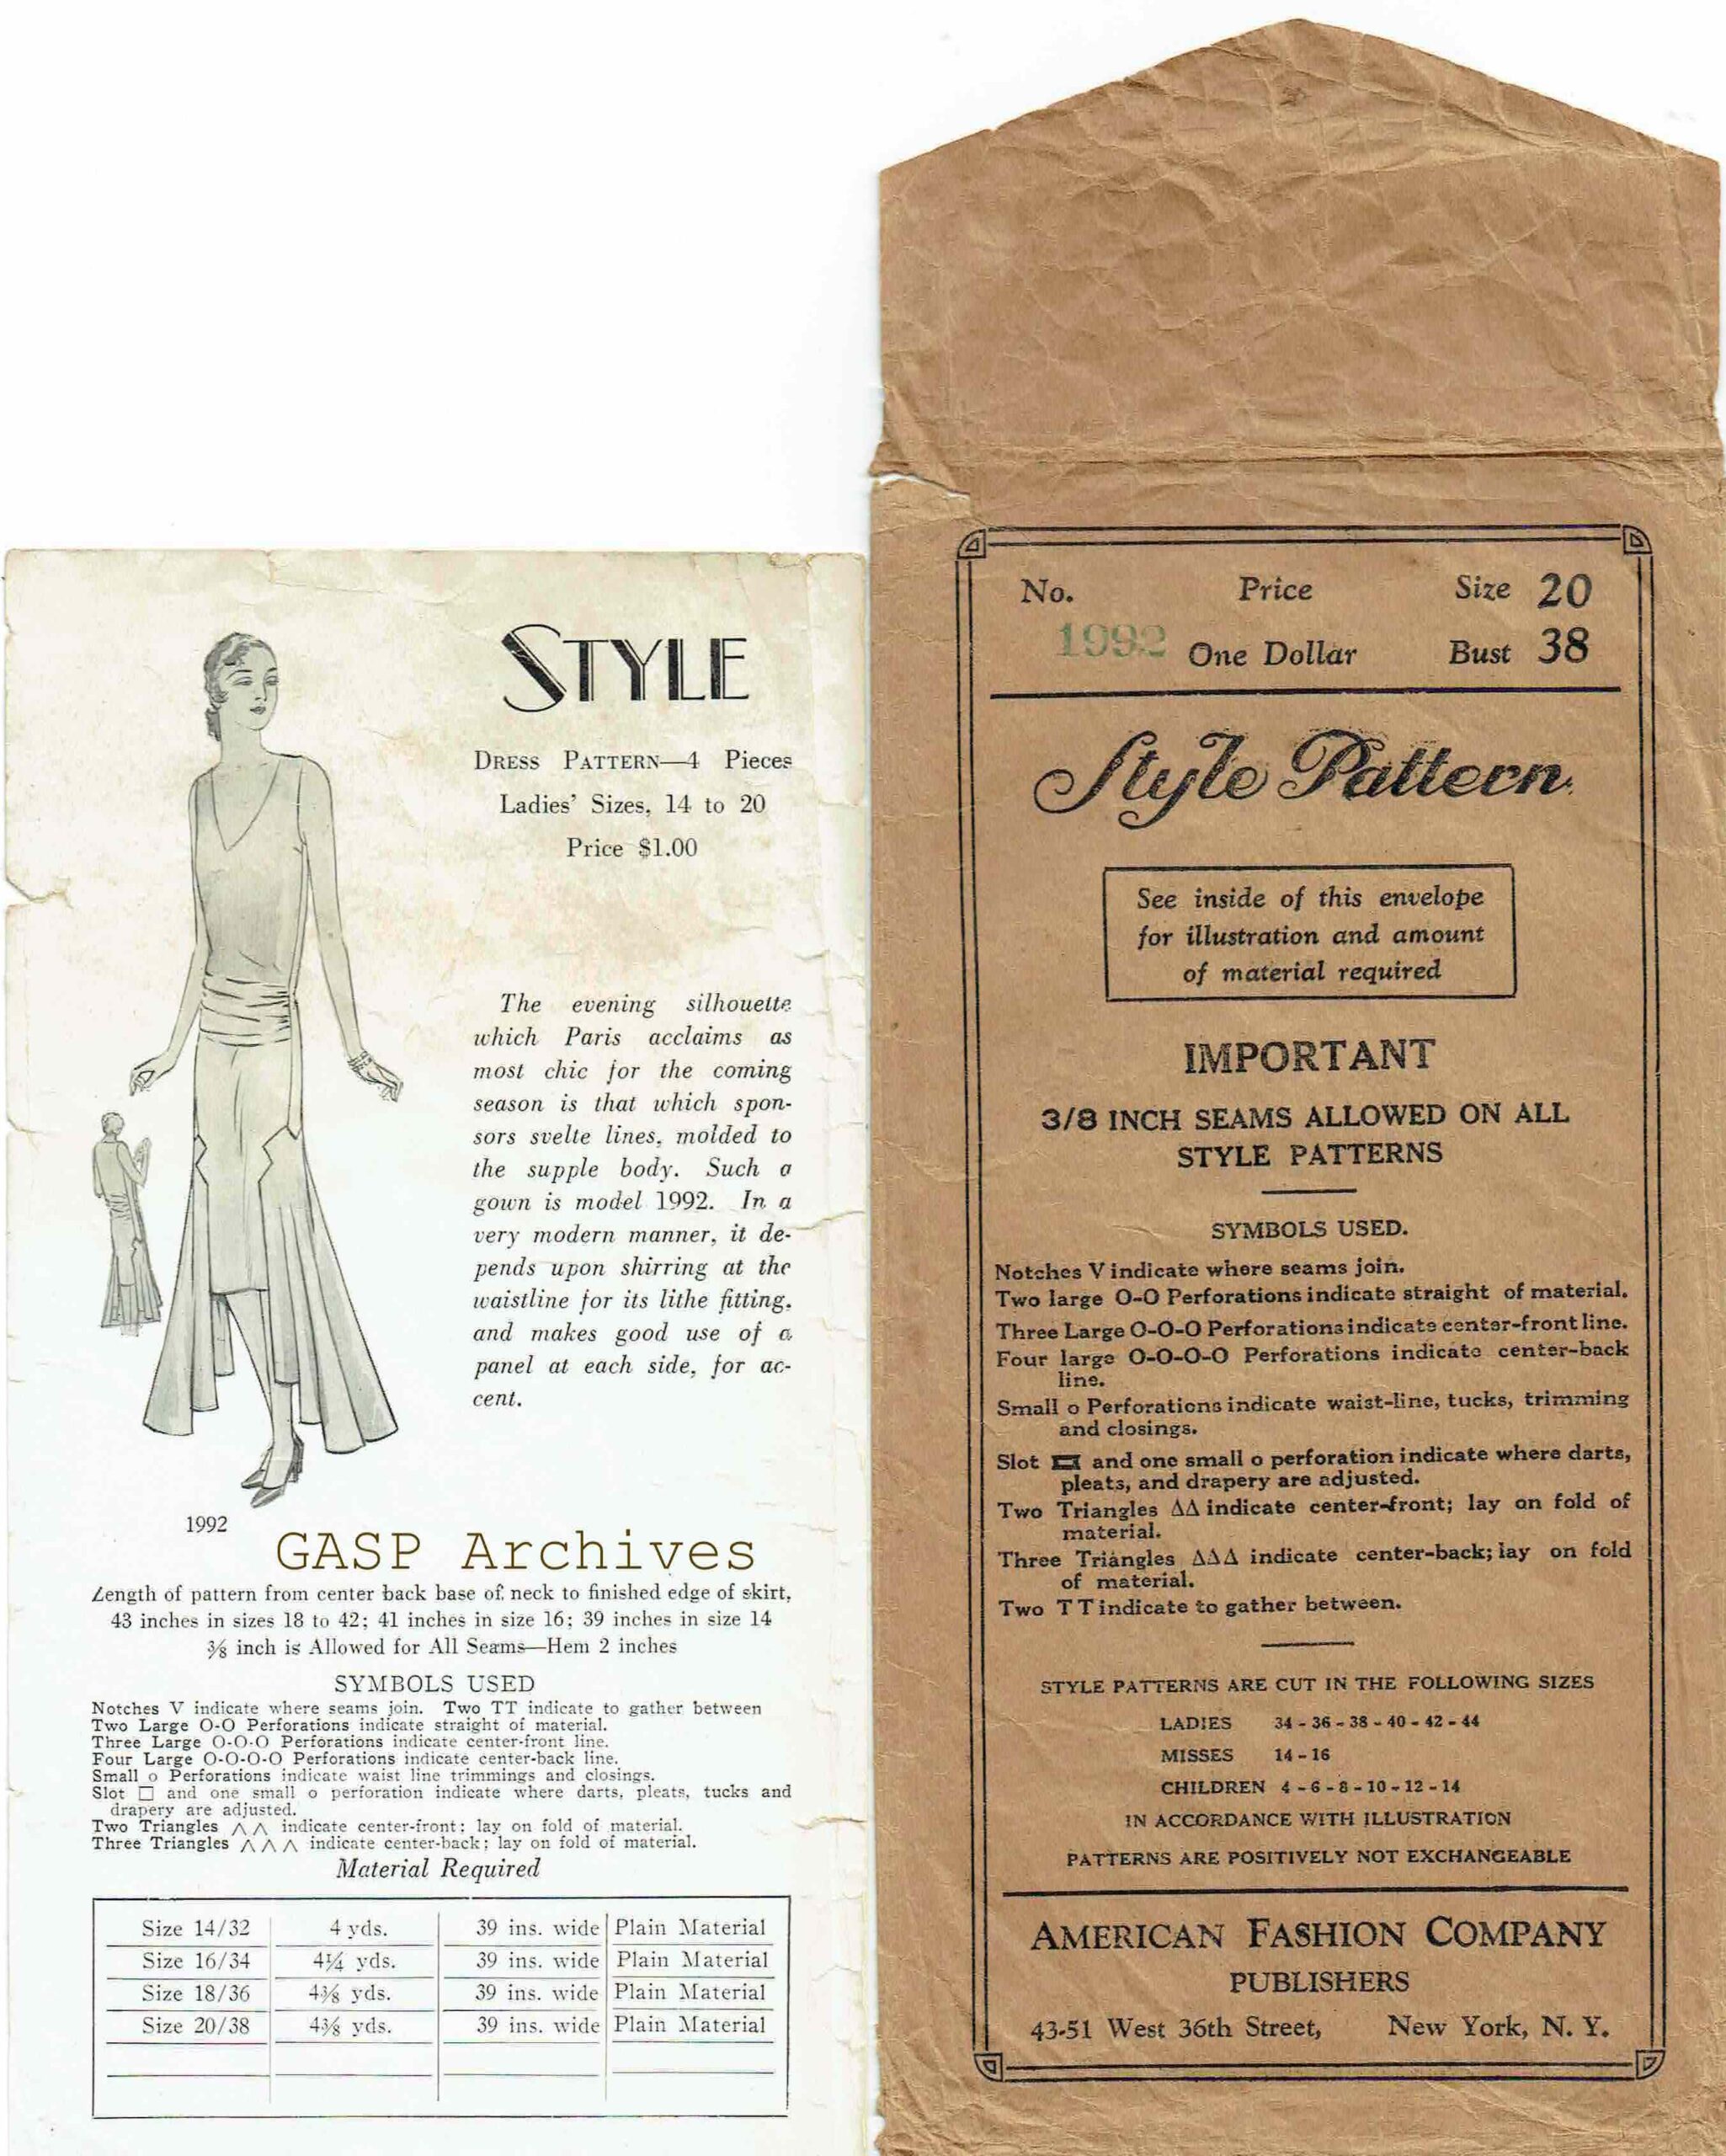 STYLE
DRESS PATTERN—4 Pieces
Ladies' Sizes, 14 to 20
Price $1.00
The evening silhouette
which Paris acclaims as
most chic for the coming
season is that which spon-
sors svelte lines, molded to
the supple body. Such a
gown is model 1992. In a
very modern manner, it de-
pends upon shirring at the
waistline for its lithe fitting,
and makes good use of a
panel at each side, for ac-
cent.
1992
GASP Archives
Length of pattern from center back base of neck to finished edge of skirt,
43 inches in sizes 18 to 42; 41 inches in size 16; 39 inches in size 14
⅜ inch is Allowed for All Seams—Hem 2 inches
SYMBOLS USED
Notches V indicate where seams join. Two TT indicate to gather between
Two Large O-O Perforations indicate straight of material.
Three Large O-O-O Perforations indicate center-front line.
Four Large O-O-O-O Perforations indicate center-back line.
Small o Perforations indicate waist line trimmings and closings.
Slot □ and one small o perforation indicate where darts, pleats, tucks and
drapery are adjusted.
Two Triangles △△ indicate center-front; lay on fold of material.
Three Triangles △△△ indicate center-back; lay on fold of material.
Material Required
Size 14/32 4 yds. 39 ins. wide Plain Material
Size 16/34 4¼ yds. 39 ins. wide Plain Material
Size 18/36 4⅜ yds. 39 ins. wide Plain Material
Size 20/38 4⅜ yds. 39 ins. wide Plain Material
No. Price Size 20
1992 One Dollar Bust 38
Style Pattern
See inside of this envelope
for illustration and amount
of material required
IMPORTANT
3/8 INCH SEAMS ALLOWED ON ALL
STYLE PATTERNS
SYMBOLS USED.
Notches V indicate where seams join.
Two large O-O Perforations indicate straight of material.
Three Large O-O-O Perforations indicate center-front line.
Four large O-O-O-O Perforations indicate center-back
line.
Small o Perforations indicate waist-line, tucks, trimming
and closings.
Slot ▭ and one small o perforation indicate where darts,
pleats, and drapery are adjusted.
Two Triangles ΔΔ indicate center-front; lay on fold of
material.
Three Triangles ΔΔΔ indicate center-back; lay on fold
of material.
Two T T indicate to gather between.
STYLE PATTERNS ARE CUT IN THE FOLLOWING SIZES
LADIES 34 - 36 - 38 - 40 - 42 - 44
MISSES 14 - 16
CHILDREN 4 - 6 - 8 - 10 - 12 - 14
IN ACCORDANCE WITH ILLUSTRATION
PATTERNS ARE POSITIVELY NOT EXCHANGEABLE
AMERICAN FASHION COMPANY
PUBLISHERS
43-51 West 36th Street, New York, N. Y.